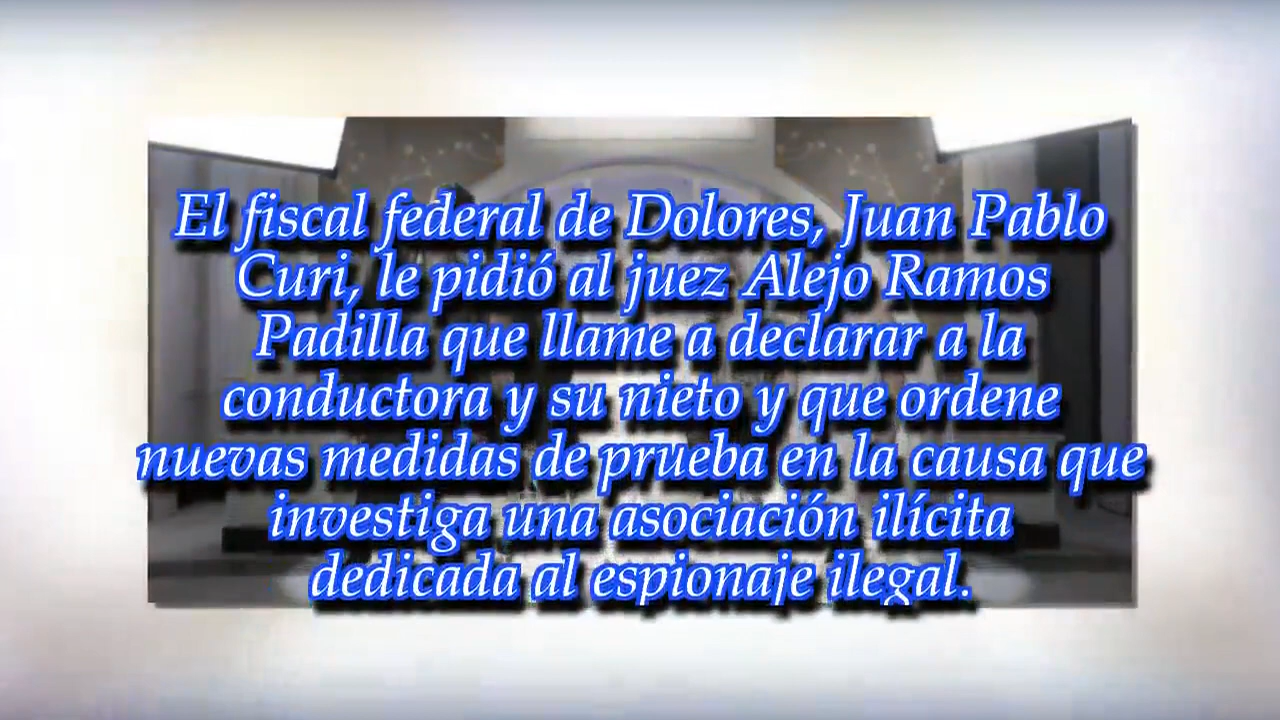 El fiscal federal de Dolores, Juan Pablo
Curi, le pidió al juez Alejo Ramos
Padilla que llame a declarar a la
conductora y su nieto y que ordene
nuevas medidas de prueba en la causa que
investiga una asociación ilícita
dedicada al espionaje ilegal.